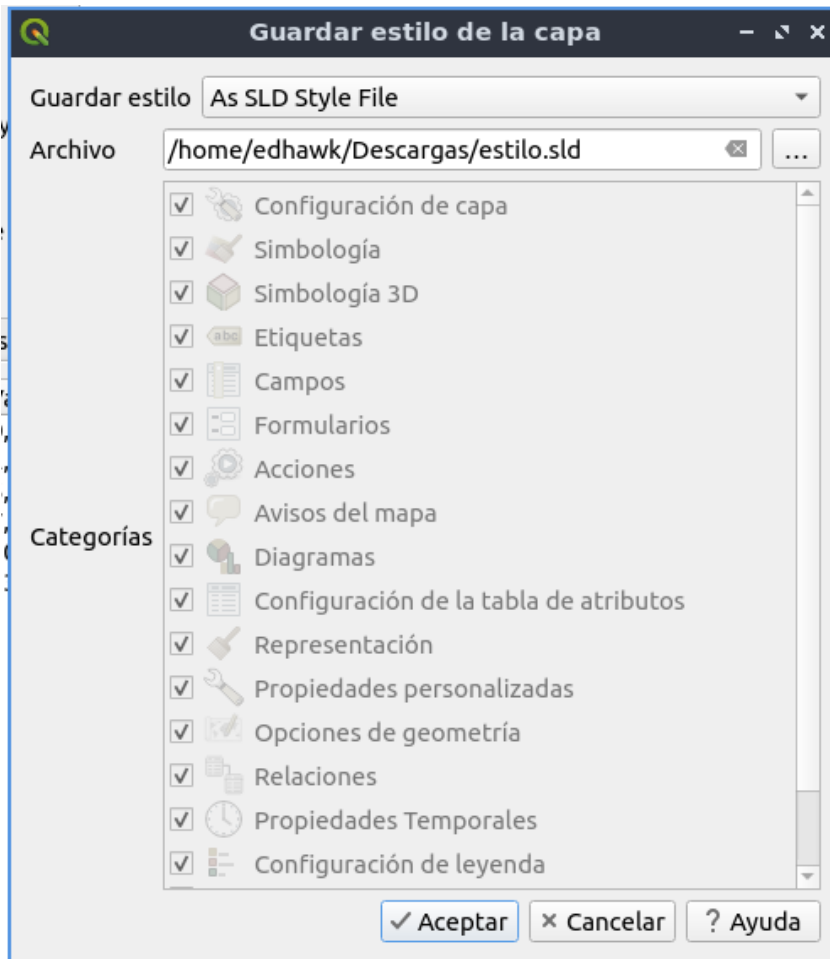 Guardar estilo de la capa
Guardar estilo As SLD Style File
Archivo /home/edhawk/Descargas/estilo.sld ...
Configuración de capa
Simbología
Simbología 3D
abc Etiquetas
Campos
Formularios
Acciones
Avisos del mapa
Categorías
Diagramas
Configuración de la tabla de atributos
Representación
Propiedades personalizadas
Opciones de geometría
Relaciones
Propiedades Temporales
Configuración de leyenda
Aceptar Cancelar ? Ayuda